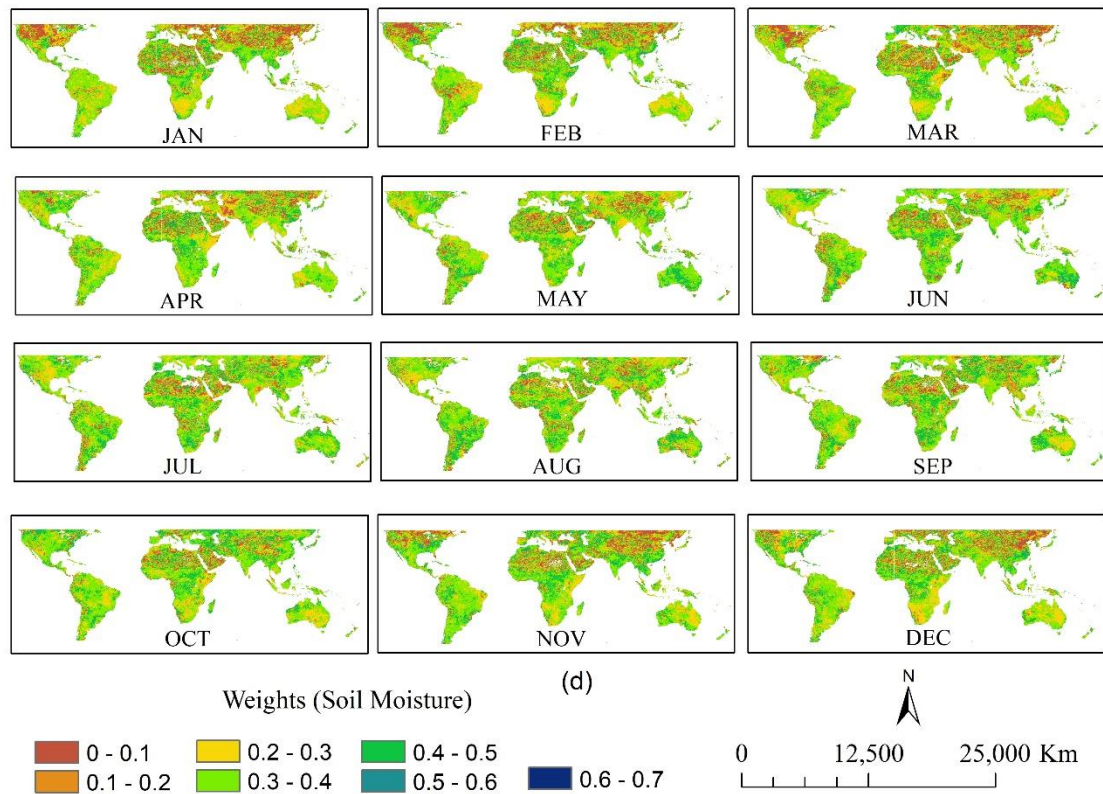 JAN FEB MAR
APR MAY JUN
JUL AUG SEP
OCT NOV DEC
(d)
Weights (Soil Moisture)
N
0 - 0.1 0.2 - 0.3 0.4 - 0.5
0.1 - 0.2 0.3 - 0.4 0.5 - 0.6 0.6 - 0.7
0 12,500 25,000 Km